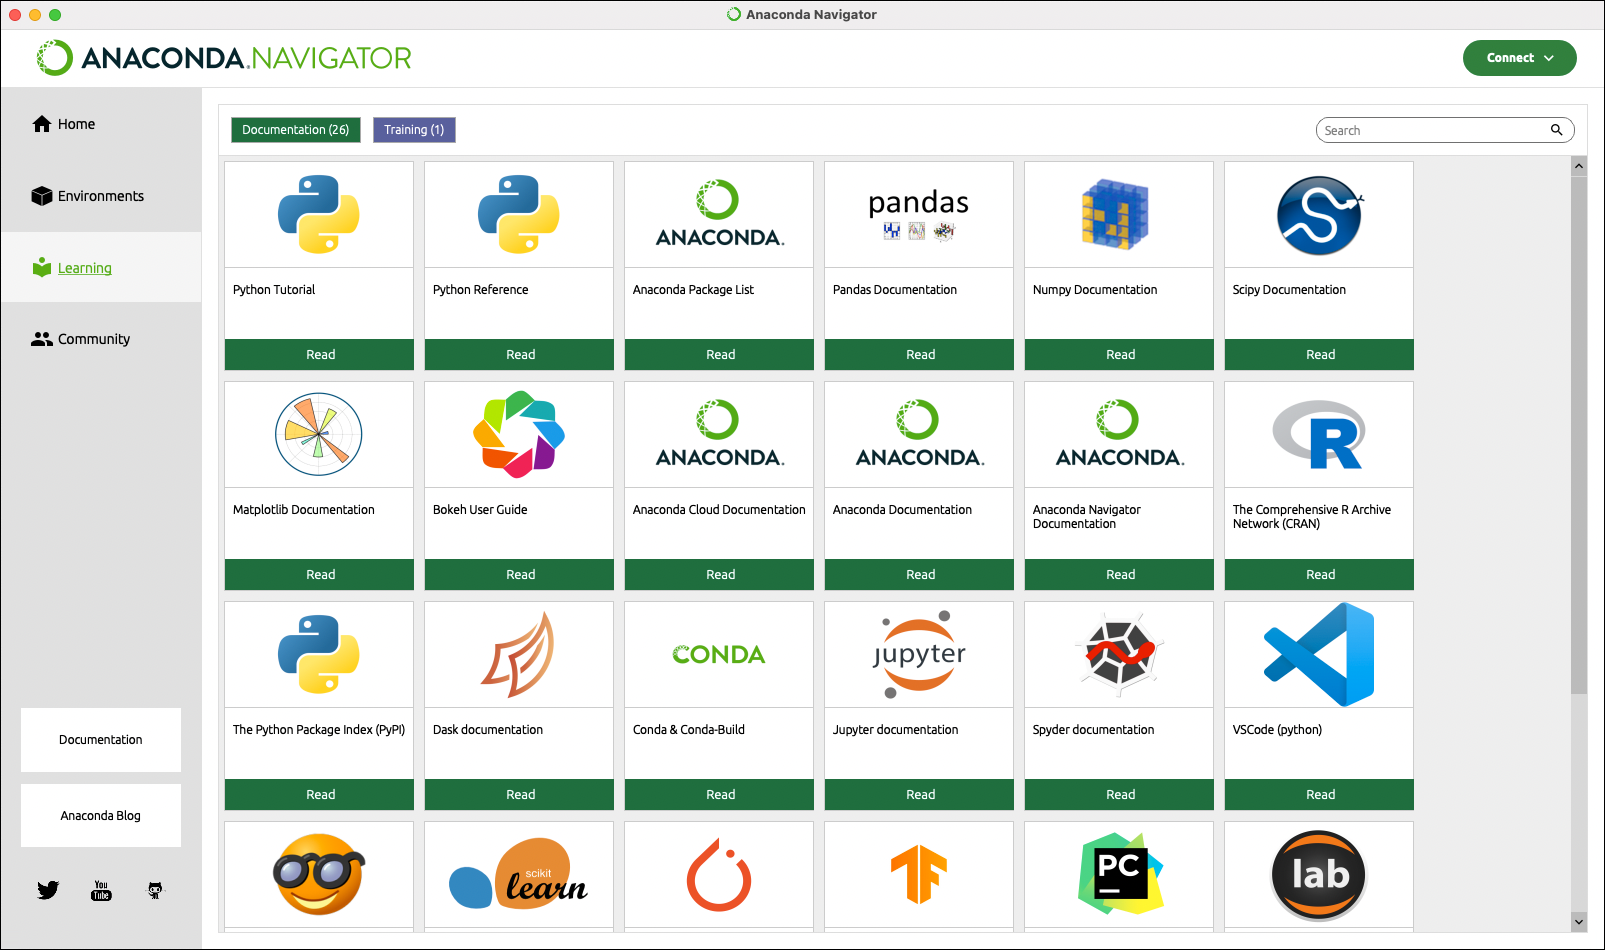 Anaconda Navigator
ANACONDA.NAVIGATOR
Connect
Home
Environments
Learning
Community
Documentation
Anaconda Blog
You
Tube
Documentation (26)
Training (1)
Search
pandas
ANACONDA.
Python Tutorial
Python Reference
Anaconda Package List
Pandas Documentation
Numpy Documentation
Scipy Documentation
Read
Read
Read
Read
Read
Read
ANACONDA.
ANACONDA.
ANACONDA.
R
Matplotlib Documentation
Bokeh User Guide
Anaconda Cloud Documentation
Anaconda Documentation
Anaconda Navigator
Documentation
The Comprehensive R Archive
Network (CRAN)
Read
Read
Read
Read
Read
Read
CONDA
jupyter
The Python Package Index (PyPI)
Dask documentation
Conda & Conda-Build
Jupyter documentation
Spyder documentation
VSCode (python)
Read
Read
Read
Read
Read
Read
scikit
learn
PC
lab